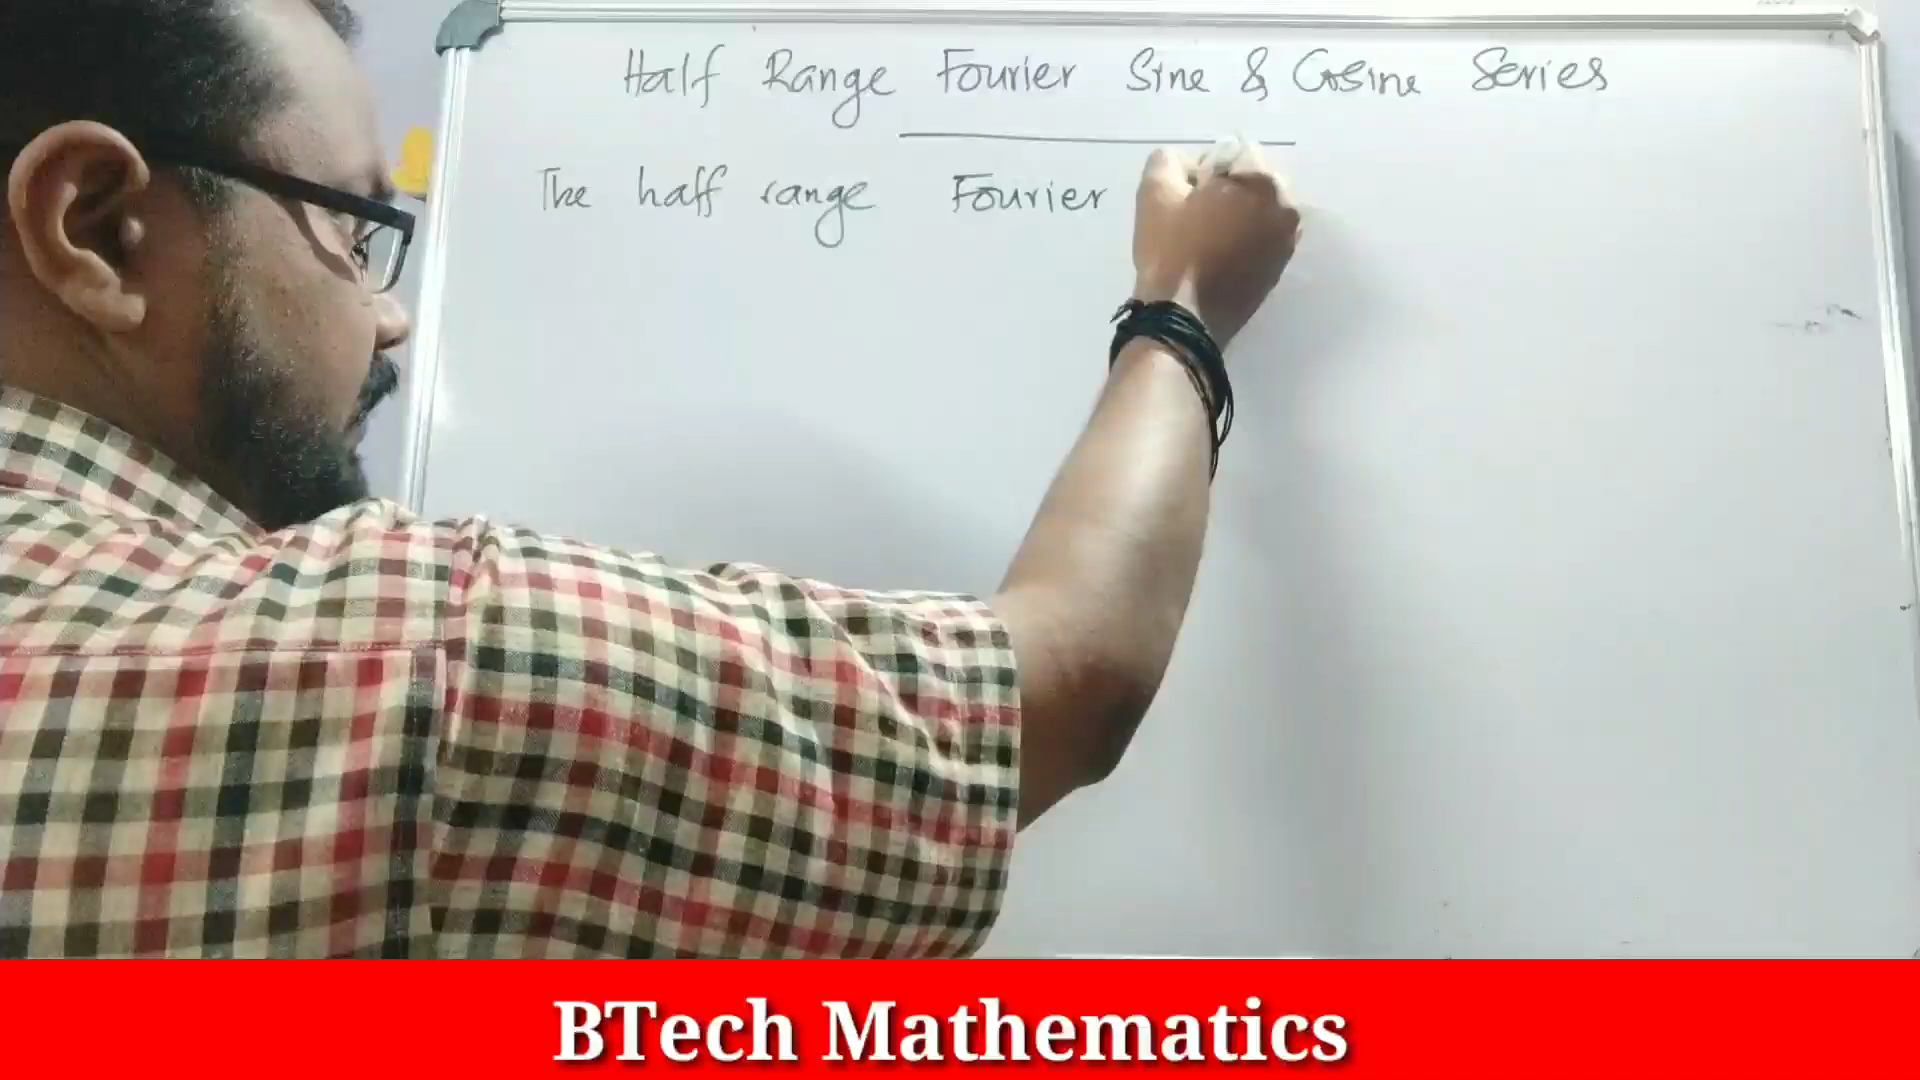 Half Range Fourier Sine & Cosine Series
The half range Fourier
BTech Mathematics